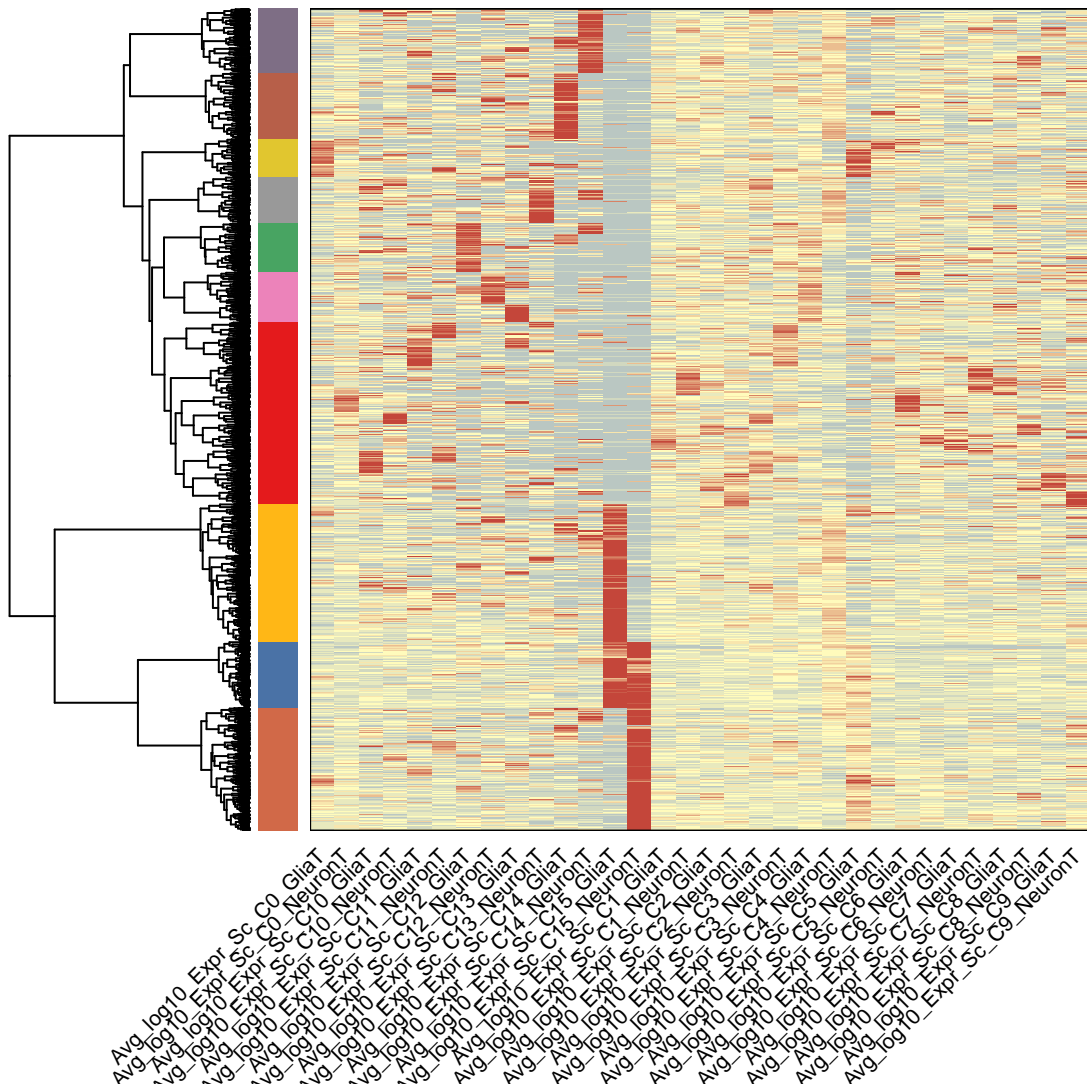 Avg_log10_Expr_Sc_C0_GliaT
Avg_log10_Expr_Sc_C0_NeuronT
Avg_log10_Expr_Sc_C10_GliaT
Avg_log10_Expr_Sc_C10_NeuronT
Avg_log10_Expr_Sc_C11_GliaT
Avg_log10_Expr_Sc_C11_NeuronT
Avg_log10_Expr_Sc_C12_GliaT
Avg_log10_Expr_Sc_C12_NeuronT
Avg_log10_Expr_Sc_C13_GliaT
Avg_log10_Expr_Sc_C13_NeuronT
Avg_log10_Expr_Sc_C14_GliaT
Avg_log10_Expr_Sc_C14_NeuronT
Avg_log10_Expr_Sc_C15_GliaT
Avg_log10_Expr_Sc_C15_NeuronT
Avg_log10_Expr_Sc_C1_GliaT
Avg_log10_Expr_Sc_C1_NeuronT
Avg_log10_Expr_Sc_C2_GliaT
Avg_log10_Expr_Sc_C2_NeuronT
Avg_log10_Expr_Sc_C3_GliaT
Avg_log10_Expr_Sc_C3_NeuronT
Avg_log10_Expr_Sc_C4_GliaT
Avg_log10_Expr_Sc_C4_NeuronT
Avg_log10_Expr_Sc_C5_GliaT
Avg_log10_Expr_Sc_C5_NeuronT
Avg_log10_Expr_Sc_C6_GliaT
Avg_log10_Expr_Sc_C6_NeuronT
Avg_log10_Expr_Sc_C7_GliaT
Avg_log10_Expr_Sc_C7_NeuronT
Avg_log10_Expr_Sc_C8_GliaT
Avg_log10_Expr_Sc_C8_NeuronT
Avg_log10_Expr_Sc_C9_GliaT
Avg_log10_Expr_Sc_C9_NeuronT